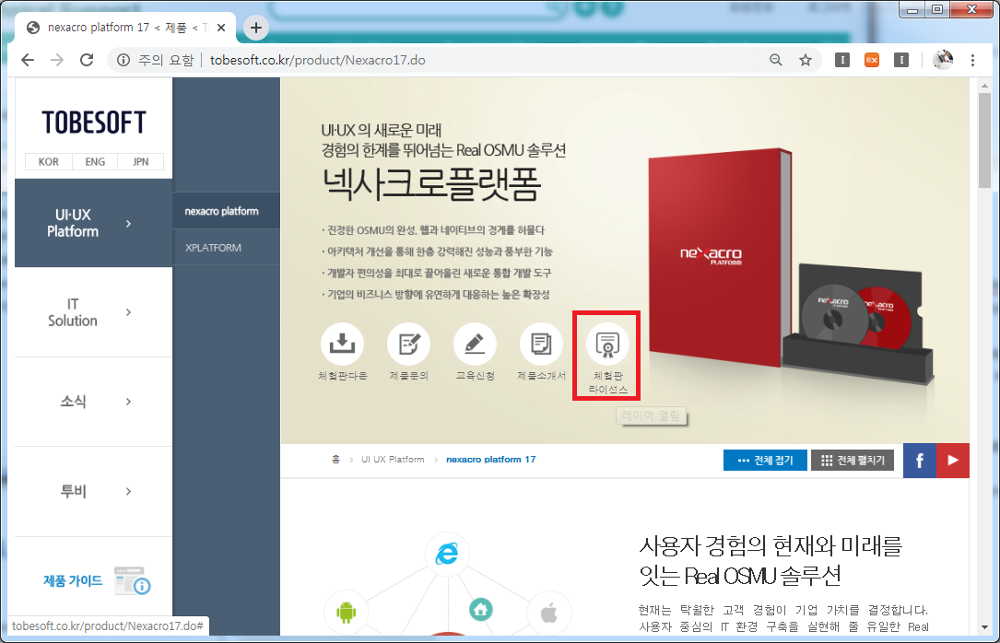 nexacro platform 17 < 제품 < T
주의 요함
tobesoft.co.kr/product/Nexacro17.do
TOBESOFT
KOR ENG JPN
UI·UX
Platform
IT
Solution
소식
투비
제품 가이드
nexacro platform
XPLATFORM
UI·UX 의 새로운 미래
경험의 한계를 뛰어넘는 Real OSMU 솔루션
넥사크로플랫폼
· 진정한 OSMU의 완성, 웹과 네이티브의 경계를 허물다
· 아키텍처 개선을 통해 한층 강력해진 성능과 풍부한 기능
· 개발자 편의성을 최대로 끌어올린 새로운 통합 개발 도구
· 기업의 비즈니스 방향에 유연하게 대응하는 높은 확장성
체험판다운 제품문의 교육신청 제품소개서 체험판
라이선스
레이어 열림
nexacro
PLATFORM
nexacro
nexacro
홈 > UI UX Platform > nexacro platform 17
전체 접기 전체 펼치기
사용자 경험의 현재와 미래를
잇는 Real OSMU 솔루션
현재는 탁월한 고객 경험이 기업 가치를 결정합니다.
사용자 중심의 IT 환경 구축을 실현해 줄 유일한 Real
tobesoft.co.kr/product/Nexacro17.do#